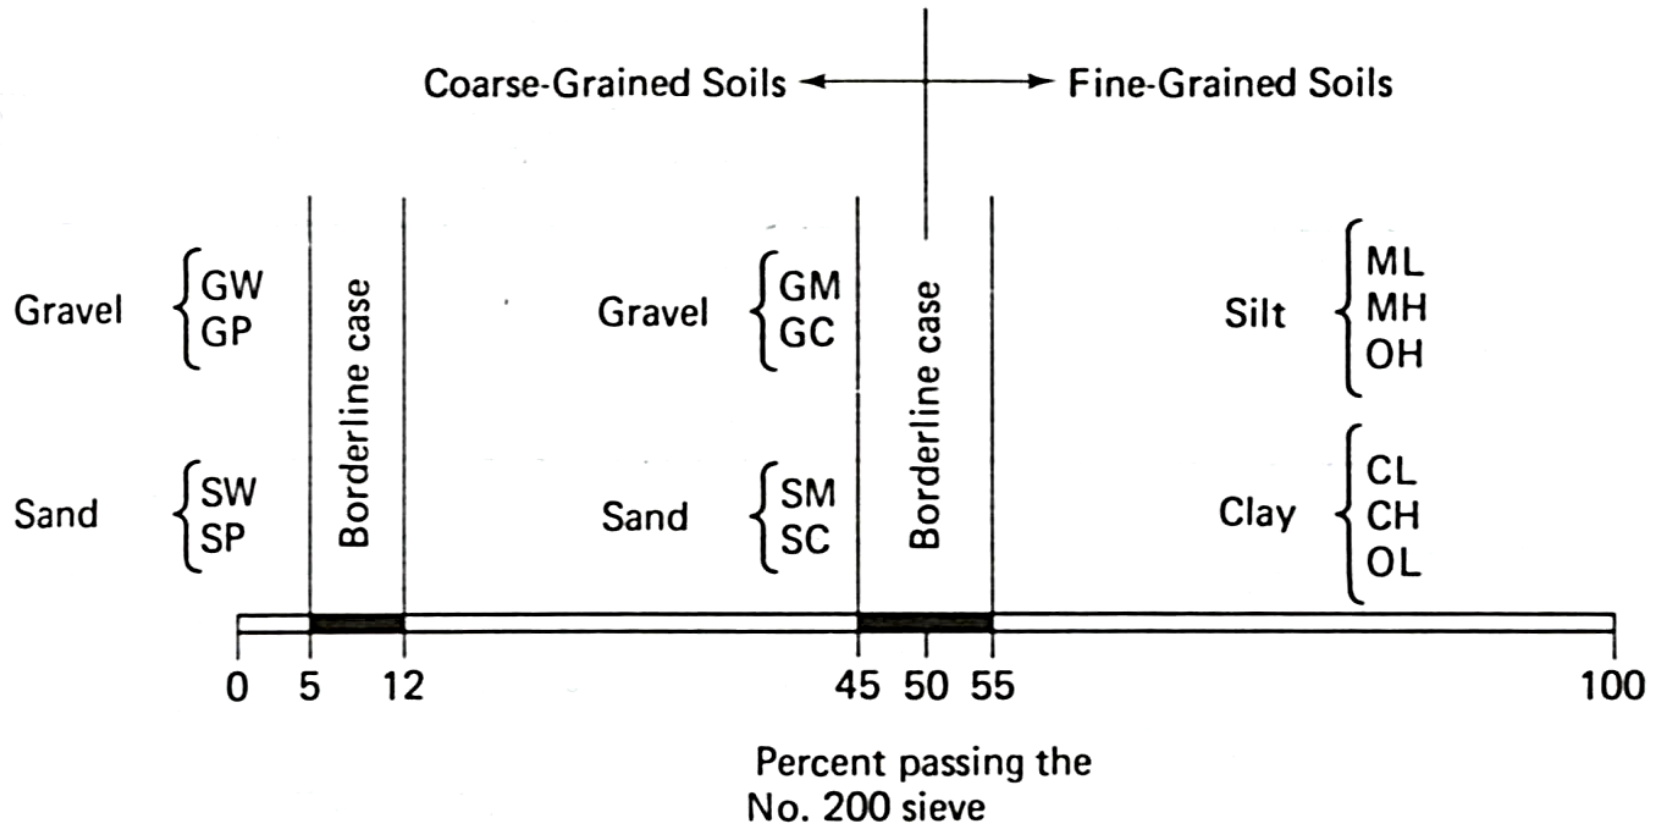 Coarse-Grained Soils
Fine-Grained Soils
Gravel
GW
GP
Sand
SW
SP
Borderline case
Gravel
GM
GC
Sand
SM
SC
Borderline case
Silt
ML
MH
OH
Clay
CL
CH
OL
0 5 12 45 50 55 100
Percent passing the
No. 200 sieve